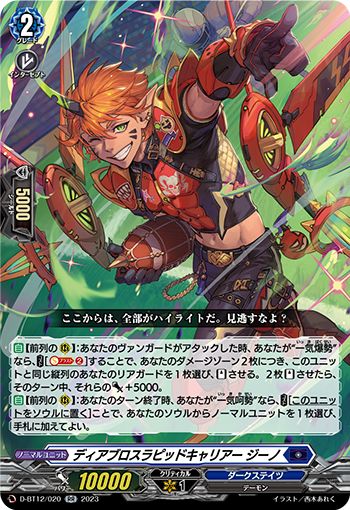 2
グレード
インターセプト
5000
シールド
ここからは、全部がハイライトだ。見逃すなよ？
自【前列のR】:あなたのヴァンガードがアタックした時、あなたが"一気爆勢"
なら、【コスト】[カウンターブラスト2]することで、あなたのダメージゾーン2枚につき、このユニッ
トと同じ縦列のあなたのリアガードを1枚選び、スタンドさせる。2枚スタンドさせたら、
そのターン中、それらのパワー+5000。
自【前列のR】:あなたのターン終了時、あなたが"一気呵勢"なら、【コスト】[このユニ
ットをソウルに置く]ことで、あなたのソウルからノーマルユニットを1枚選び、
手札に加えてよい。
ノーマルユニット
ディアブロスラピッドキャリアー ジーノ
パワー
10000
クリティカル
1
ダークステイツ
デーモン
D-BT12/020 RR 2023
イラスト/西木あれく